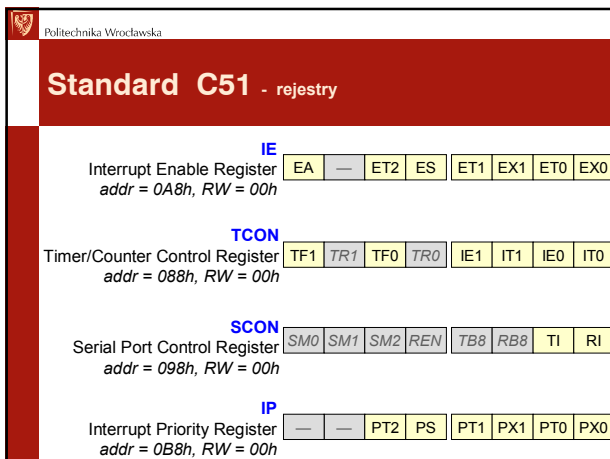 Politechnika Wrocławska
Standard C51 - rejestry
IE
Interrupt Enable Register EA — ET2 ES ET1 EX1 ET0 EX0
addr = 0A8h, RW = 00h
TCON
Timer/Counter Control Register TF1 TR1 TF0 TR0 IE1 IT1 IE0 IT0
addr = 088h, RW = 00h
SCON
Serial Port Control Register SM0 SM1 SM2 REN TB8 RB8 TI RI
addr = 098h, RW = 00h
IP
Interrupt Priority Register — — PT2 PS PT1 PX1 PT0 PX0
addr = 0B8h, RW = 00h